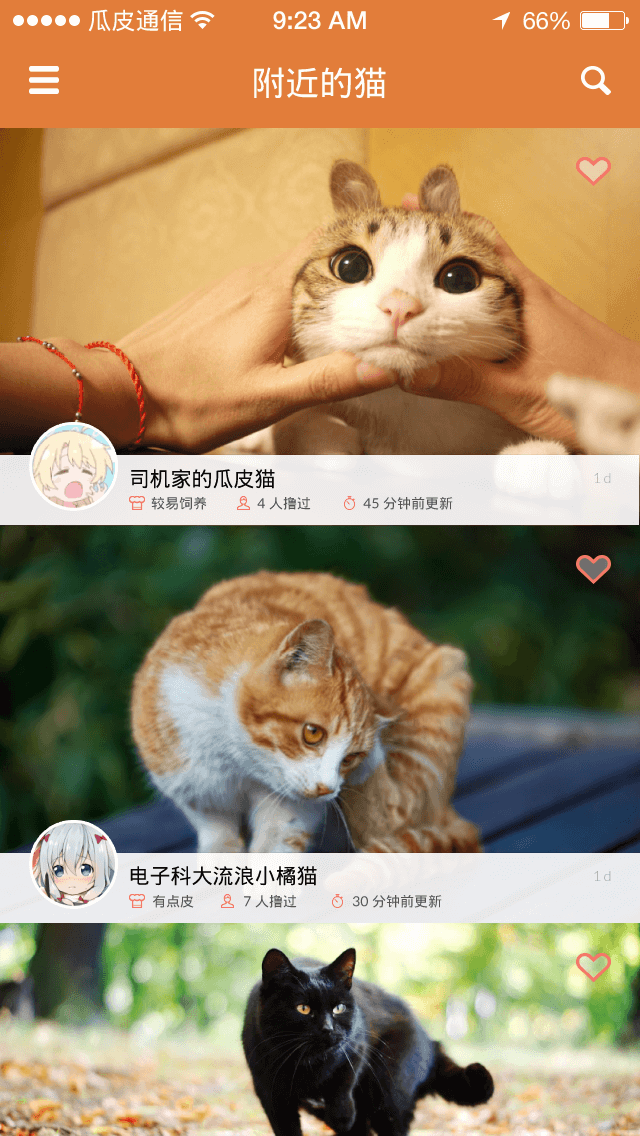 瓜皮通信 9:23 AM 66%
附近的猫
司机家的瓜皮猫 1d
较易饲养 4 人撸过 45 分钟前更新
电子科大流浪小橘猫 1d
有点皮 7 人撸过 30 分钟前更新